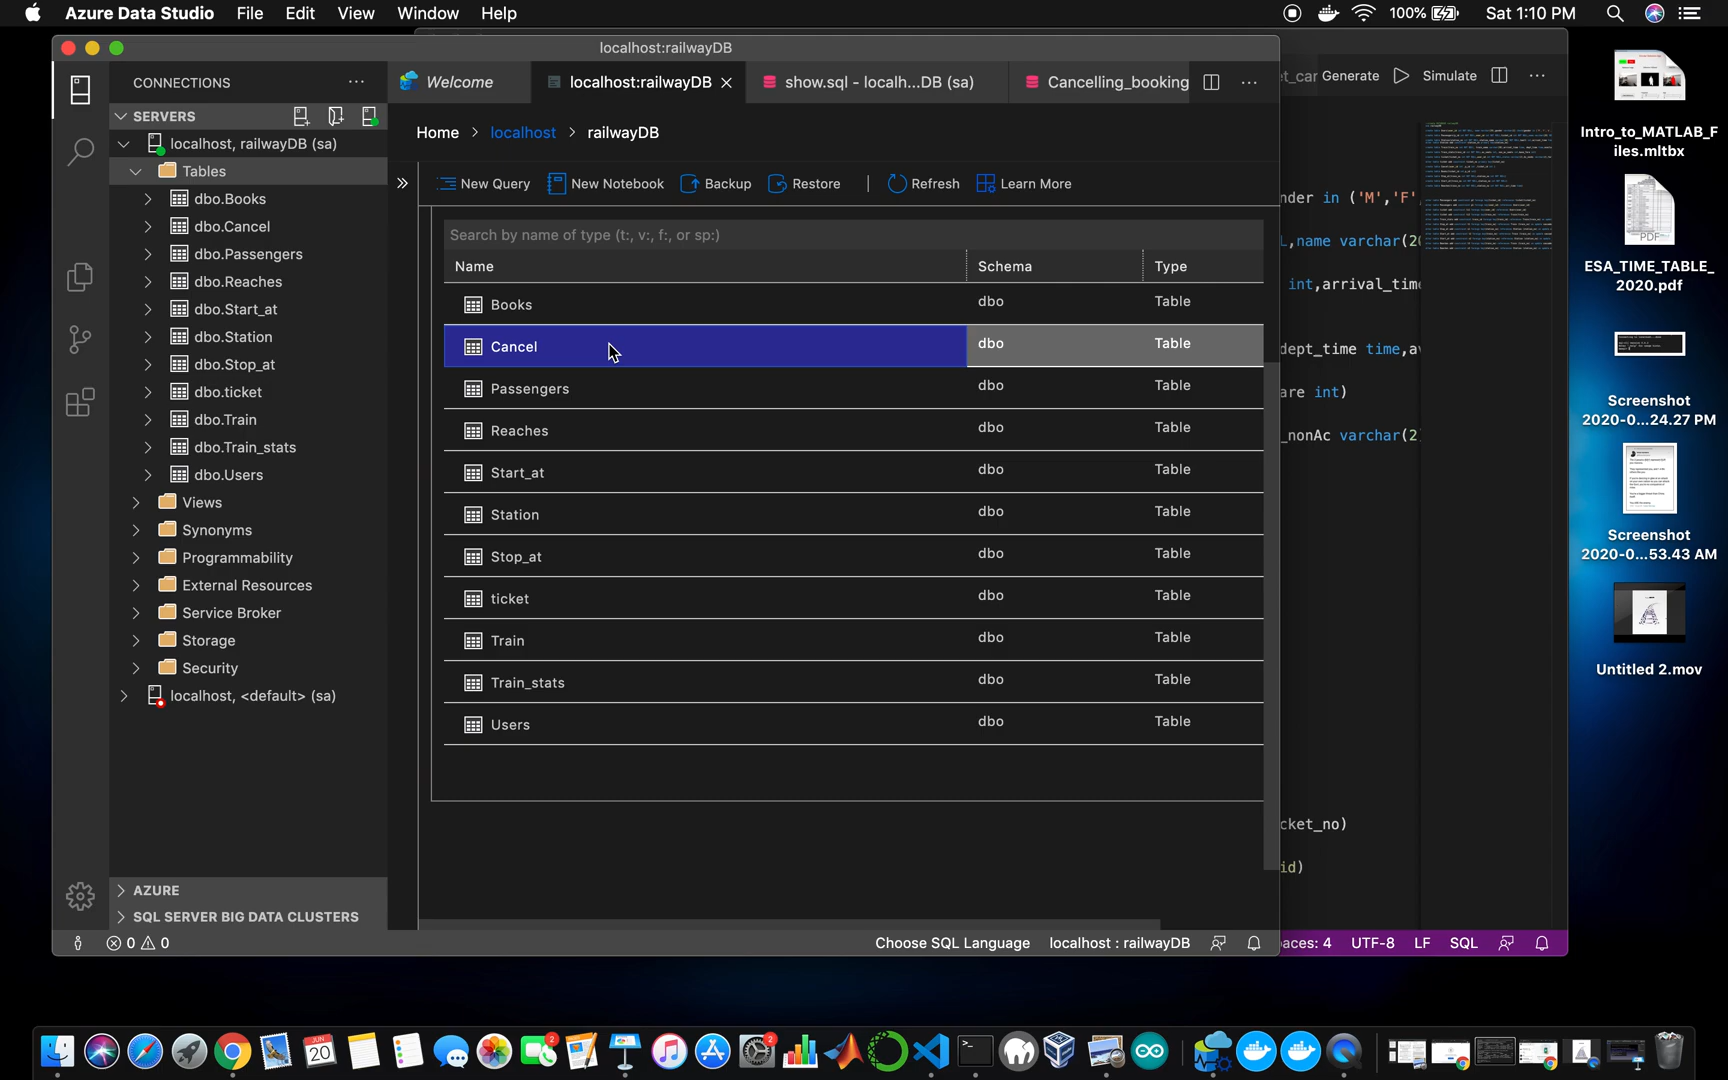 Azure Data Studio File Edit View Window Help 100% Sat 1:10 PM
localhost:railwayDB
CONNECTIONS
Welcome
localhost:railwayDB
show.sql - localh...DB (sa)
Cancelling_booking
Generate
Simulate
SERVERS
localhost, railwayDB (sa)
Tables
dbo.Books
dbo.Cancel
dbo.Passengers
dbo.Reaches
dbo.Start_at
dbo.Station
dbo.Stop_at
dbo.ticket
dbo.Train
dbo.Train_stats
dbo.Users
Views
Synonyms
Programmability
External Resources
Service Broker
Storage
Security
localhost, <default> (sa)
AZURE
SQL SERVER BIG DATA CLUSTERS
Home > localhost > railwayDB
New Query New Notebook Backup Restore Refresh Learn More
Search by name of type (t:, v:, f:, or sp:)
Name Schema Type
Books dbo Table
Cancel dbo Table
Passengers dbo Table
Reaches dbo Table
Start_at dbo Table
Station dbo Table
Stop_at dbo Table
ticket dbo Table
Train dbo Table
Train_stats dbo Table
Users dbo Table
0 0
Choose SQL Language localhost : railwayDB
nder in ('M','F'
,name varchar(20
int,arrival_time
dept_time time,a
are int)
_nonAc varchar(2
cket_no)
id)
aces: 4 UTF-8 LF SQL
Intro_to_MATLAB_F
iles.mltbx
PDF
ESA_TIME_TABLE_
2020.pdf
Screenshot
2020-0...24.27 PM
Screenshot
2020-0...53.43 AM
Untitled 2.mov
JUN
20
2
2